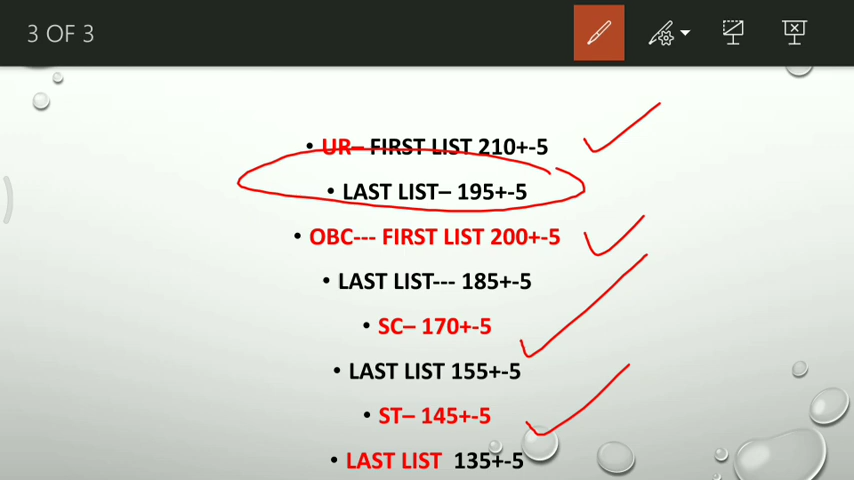 3 OF 3
• UR– FIRST LIST 210+-5
• LAST LIST– 195+-5
• OBC--- FIRST LIST 200+-5
• LAST LIST--- 185+-5
• SC– 170+-5
• LAST LIST 155+-5
• ST– 145+-5
• LAST LIST 135+-5